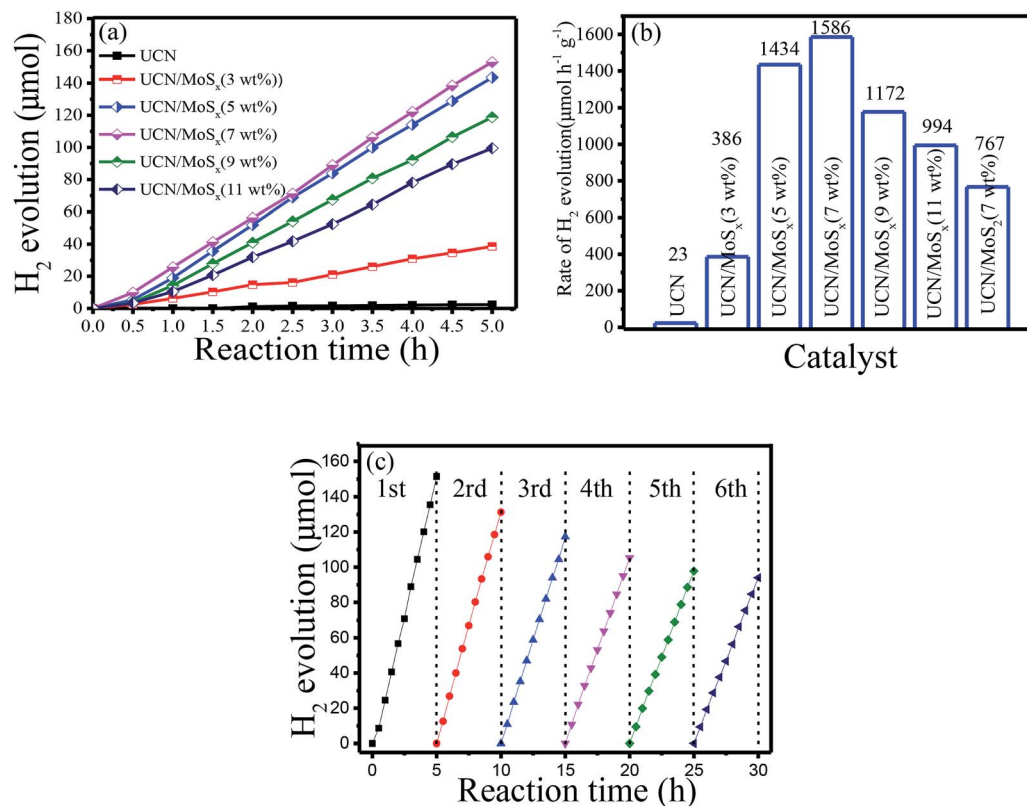 (a)
H₂ evolution (μmol)
180
160
140
120
100
80
60
40
20
0
UCN
UCN/MoSₓ(3 wt%))
UCN/MoSₓ(5 wt%)
UCN/MoSₓ(7 wt%)
UCN/MoSₓ(9 wt%)
UCN/MoSₓ(11 wt%)
0.0 0.5 1.0 1.5 2.0 2.5 3.0 3.5 4.0 4.5 5.0
Reaction time (h)
(b)
Rate of H₂ evolution(μmol h⁻¹ g⁻¹)
1600
1400
1200
1000
800
600
400
200
0
23
386
1434
1586
1172
994
767
UCN
UCN/MoSₓ(3 wt%)
UCN/MoSₓ(5 wt%)
UCN/MoSₓ(7 wt%)
UCN/MoSₓ(9 wt%)
UCN/MoSₓ(11 wt%)
UCN/MoS₂(7 wt%)
Catalyst
(c)
H₂ evolution (μmol)
160
140
120
100
80
60
40
20
0
1st 2rd 3rd 4th 5th 6th
0 5 10 15 20 25 30
Reaction time (h)